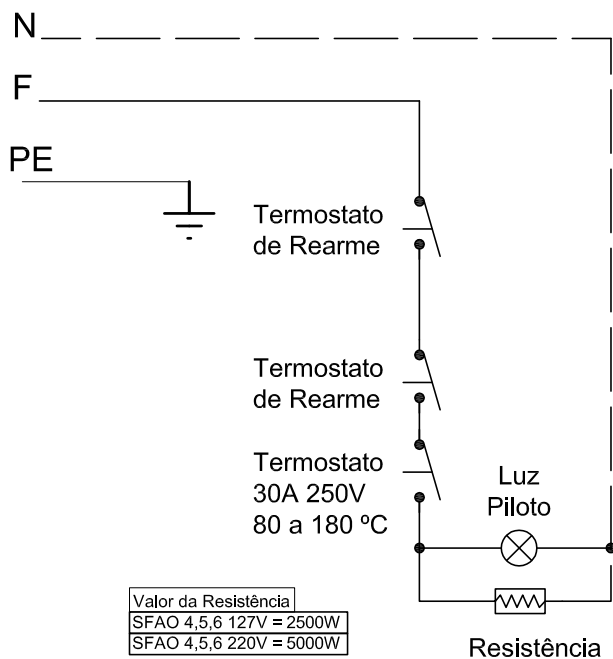 N
F
PE
Termostato
de Rearme
Termostato
de Rearme
Termostato
30A 250V
80 a 180 ºC
Luz
Piloto
Valor da Resistência
SFAO 4,5,6 127V = 2500W
SFAO 4,5,6 220V = 5000W
Resistência